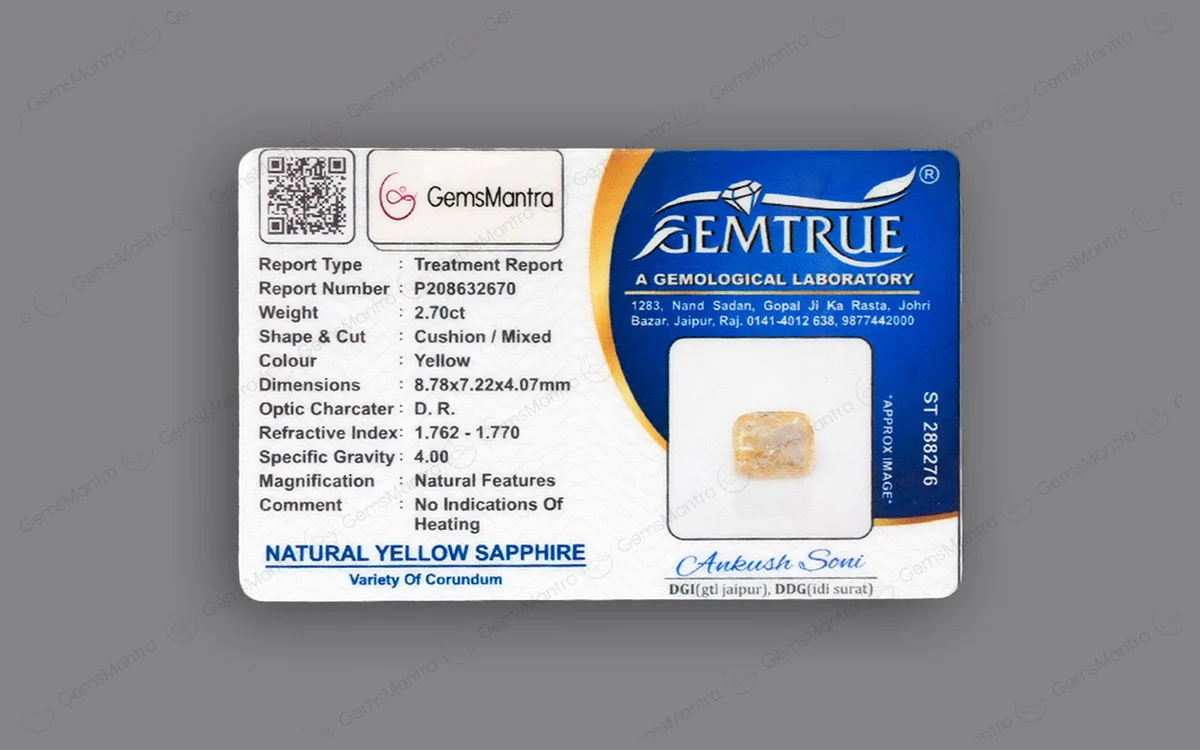 GemsMantra
Report Type : Treatment Report
Report Number : P208632670
Weight : 2.70ct
Shape & Cut : Cushion / Mixed
Colour : Yellow
Dimensions : 8.78x7.22x4.07mm
Optic Charcater : D. R.
Refractive Index: 1.762 - 1.770
Specific Gravity : 4.00
Magnification : Natural Features
Comment : No Indications Of
Heating
NATURAL YELLOW SAPPHIRE
Variety Of Corundum
GEMTRUE®
A GEMOLOGICAL LABORATORY
1283, Nand Sadan, Gopal Ji Ka Rasta, Johri
Bazar, Jaipur, Raj. 0141-4012 638, 9877442000
*APPROX IMAGE*
ST 288276
Ankush Soni
DGI(gtl jaipur), DDG(idi surat)